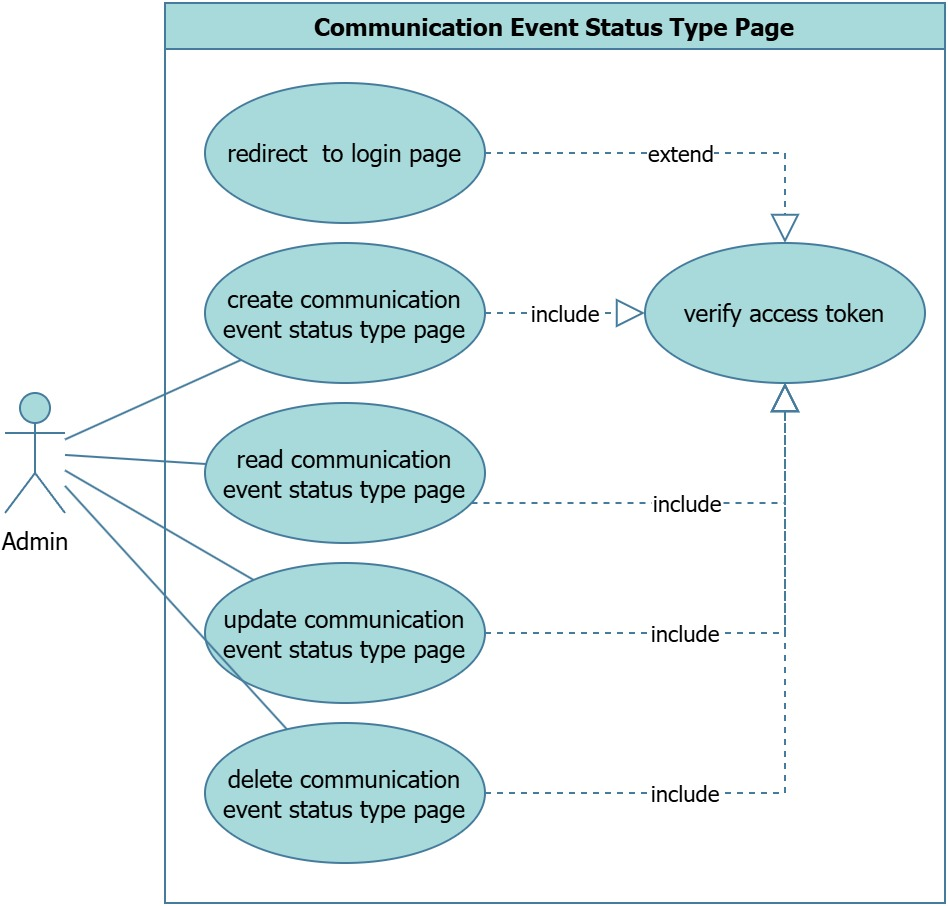 Communication Event Status Type Page
redirect  to login page
extend
create communication
event status type page
include
verify access token
read communication
event status type page
include
Admin
update communication
event status type page
include
delete communication
event status type page
include